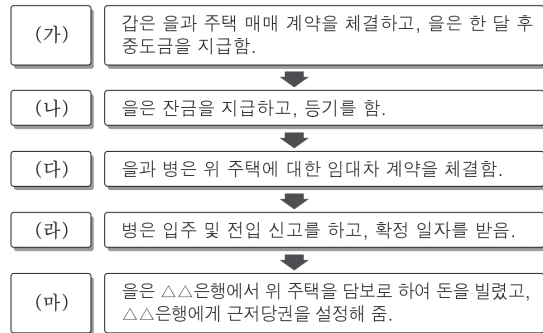 (가)
갑은 을과 주택 매매 계약을 체결하고, 을은 한 달 후
중도금을 지급함.
(나)
을은 잔금을 지급하고, 등기를 함.
(다)
을과 병은 위 주택에 대한 임대차 계약을 체결함.
(라)
병은 입주 및 전입 신고를 하고, 확정 일자를 받음.
(마)
을은 △△은행에서 위 주택을 담보로 하여 돈을 빌렸고,
△△은행에게 근저당권을 설정해 줌.